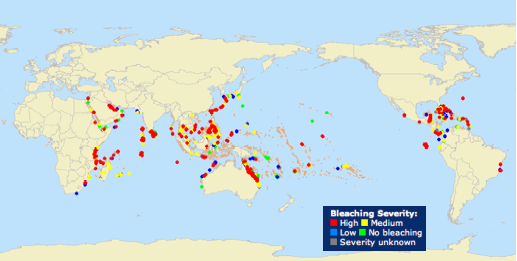 Bleaching Severity:
High Medium
Low No bleaching
Severity unknown